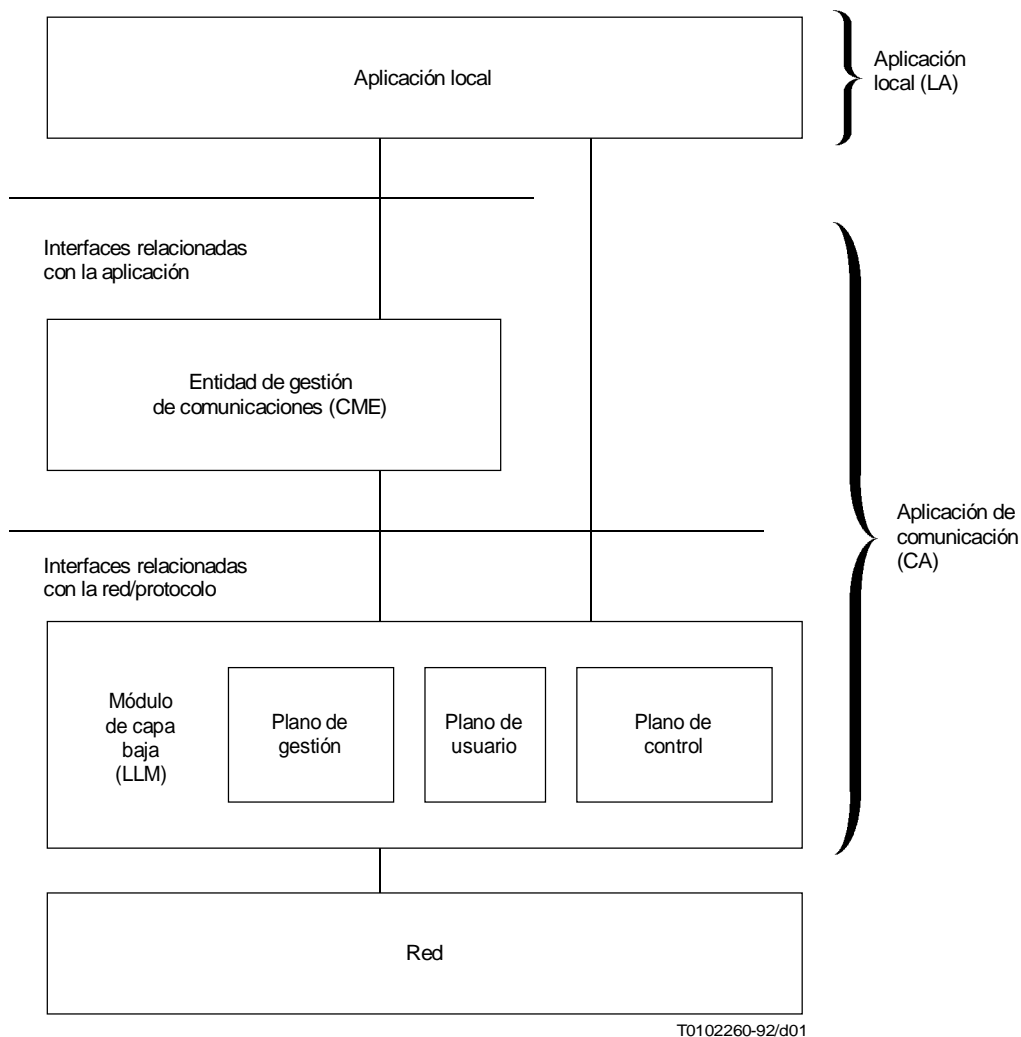 Aplicación local
Aplicación
local (LA)
Interfaces relacionadas
con la aplicación
Entidad de gestión
de comunicaciones (CME)
Aplicación de
comunicación
(CA)
Interfaces relacionadas
con la red/protocolo
Módulo
de capa
baja
(LLM)
Plano de
gestión
Plano de
usuario
Plano de
control
Red
T0102260-92/d01